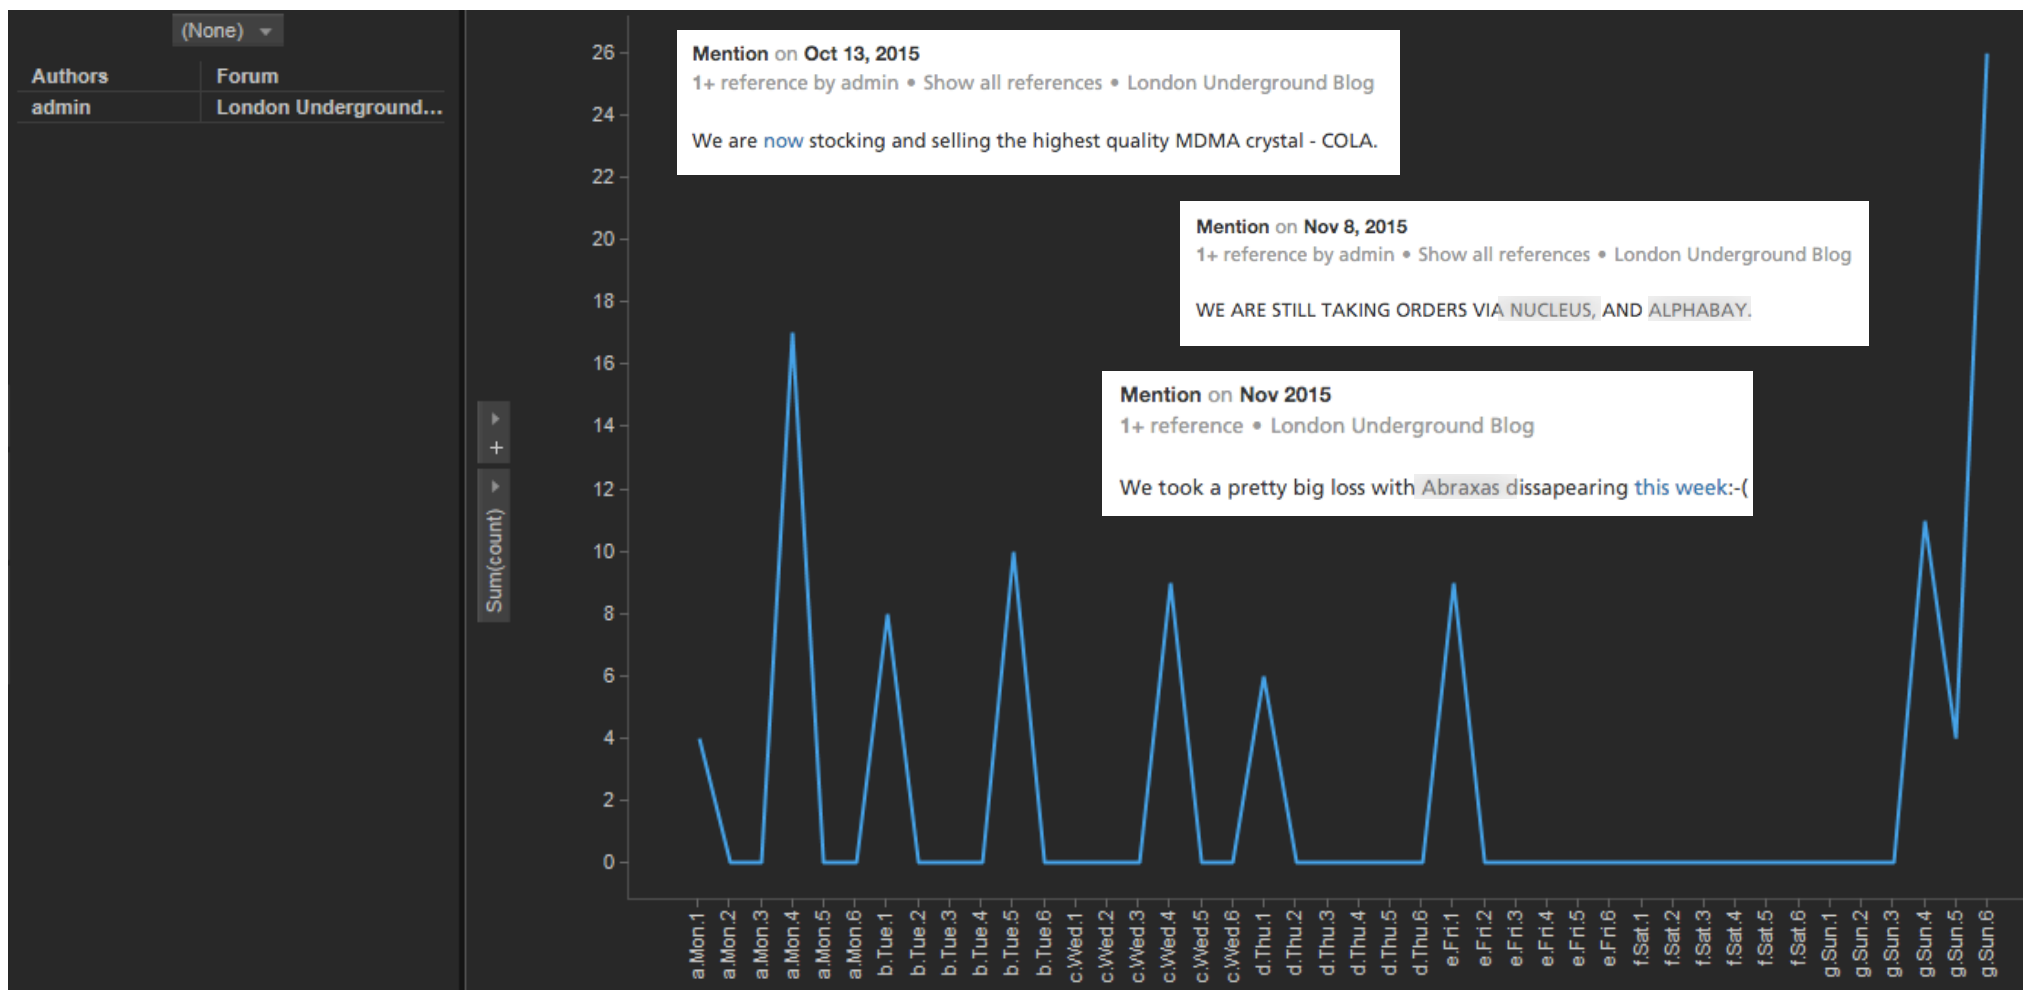 (None)
Authors Forum
admin London Underground...
+
Sum(count)
26
24
22
20
18
16
14
12
10
8
6
4
2
0
Mention on Oct 13, 2015
1+ reference by admin • Show all references • London Underground Blog
We are now stocking and selling the highest quality MDMA crystal - COLA.
Mention on Nov 8, 2015
1+ reference by admin • Show all references • London Underground Blog
WE ARE STILL TAKING ORDERS VIA NUCLEUS, AND ALPHABAY.
Mention on Nov 2015
1+ reference • London Underground Blog
We took a pretty big loss with Abraxas dissapearing this week:-(
a.Mon.1
a.Mon.2
a.Mon.3
a.Mon.4
a.Mon.5
a.Mon.6
b.Tue.1
b.Tue.2
b.Tue.3
b.Tue.4
b.Tue.5
b.Tue.6
c.Wed.1
c.Wed.2
c.Wed.3
c.Wed.4
c.Wed.5
c.Wed.6
d.Thu.1
d.Thu.2
d.Thu.3
d.Thu.4
d.Thu.5
d.Thu.6
e.Fri.1
e.Fri.2
e.Fri.3
e.Fri.4
e.Fri.5
e.Fri.6
f.Sat.1
f.Sat.2
f.Sat.3
f.Sat.4
f.Sat.5
f.Sat.6
g.Sun.1
g.Sun.2
g.Sun.3
g.Sun.4
g.Sun.5
g.Sun.6